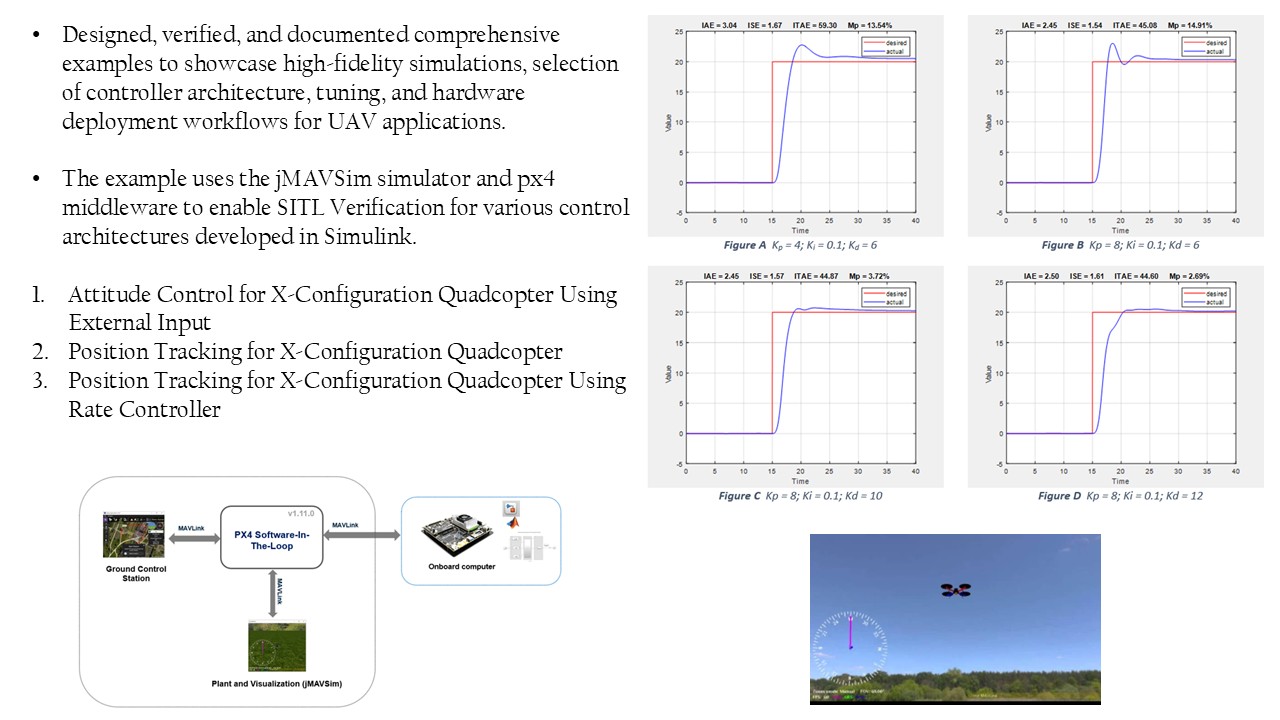 • Designed, verified, and documented comprehensive
examples to showcase high-fidelity simulations, selection
of controller architecture, tuning, and hardware
deployment workflows for UAV applications.
• The example uses the jMAVSim simulator and px4
middleware to enable SITL Verification for various control
architectures developed in Simulink.
1. Attitude Control for X-Configuration Quadcopter Using
External Input
2. Position Tracking for X-Configuration Quadcopter
3. Position Tracking for X-Configuration Quadcopter Using
Rate Controller
IAE = 3.04 ISE = 1.67 ITAE = 59.30 Mp = 13.54%
desired
actual
Value
25
20
15
10
5
0
-5
0 5 10 15 20 25 30 35 40
Time
Figure A Kp = 4; Ki = 0.1; Kd = 6
IAE = 2.45 ISE = 1.54 ITAE = 45.08 Mp = 14.91%
desired
actual
Value
25
20
15
10
5
0
-5
0 5 10 15 20 25 30 35 40
Time
Figure B Kp = 8; Ki = 0.1; Kd = 6
IAE = 2.45 ISE = 1.57 ITAE = 44.87 Mp = 3.72%
desired
actual
Value
25
20
15
10
5
0
-5
0 5 10 15 20 25 30 35 40
Time
Figure C Kp = 8; Ki = 0.1; Kd = 10
IAE = 2.50 ISE = 1.61 ITAE = 44.60 Mp = 2.69%
desired
actual
Value
25
20
15
10
5
0
-5
0 5 10 15 20 25 30 35 40
Time
Figure D Kp = 8; Ki = 0.1; Kd = 12
v1.11.0
PX4 Software-In-
The-Loop
MAVLink
MAVLink
MAVLink
Ground Control
Station
Onboard computer
Plant and Visualization (jMAVSim)